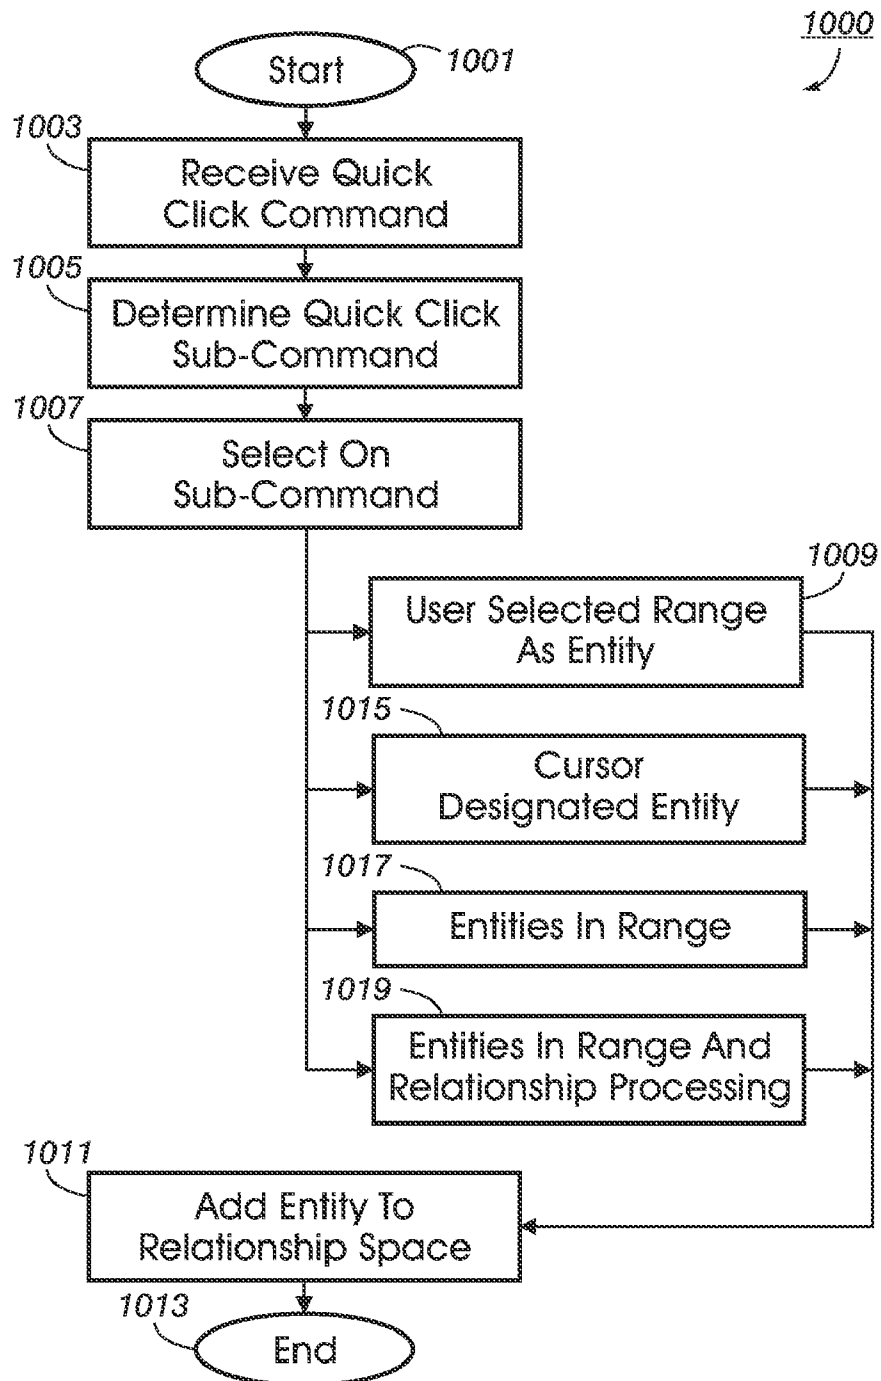 1000
Start
1001
1003
Receive Quick
Click Command
1005
Determine Quick Click
Sub-Command
1007
Select On
Sub-Command
1009
User Selected Range
As Entity
1015
Cursor
Designated Entity
1017
Entities In Range
1019
Entities In Range And
Relationship Processing
1011
Add Entity To
Relationship Space
1013
End